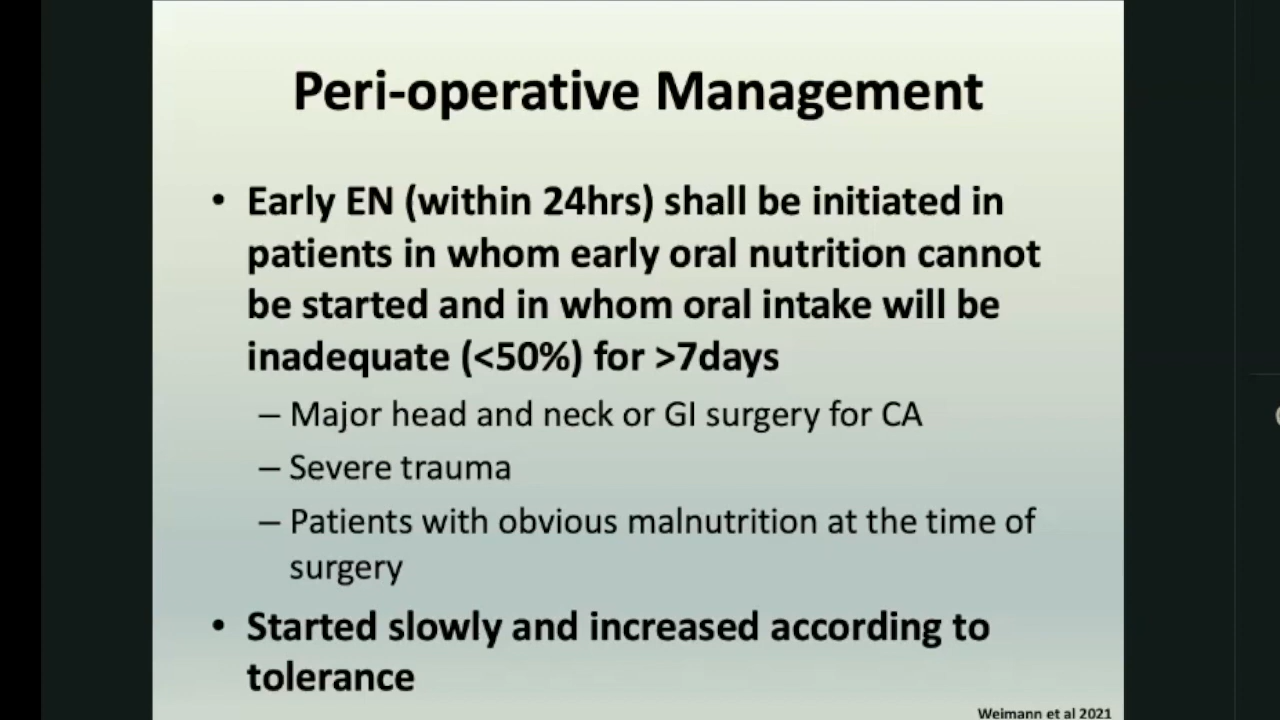 Peri-operative Management
• Early EN (within 24hrs) shall be initiated in
patients in whom early oral nutrition cannot
be started and in whom oral intake will be
inadequate (<50%) for >7days
– Major head and neck or GI surgery for CA
– Severe trauma
– Patients with obvious malnutrition at the time of
surgery
• Started slowly and increased according to
tolerance
Weimann et al 2021